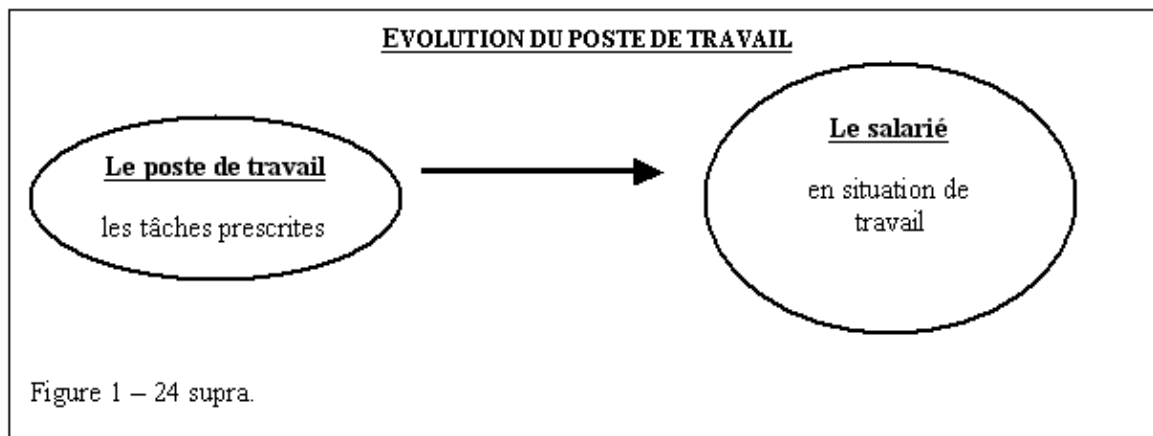 EVOLUTION DU POSTE DE TRAVAIL
Le poste de travail
les tâches prescrites
Le salarié
en situation de
travail
Figure 1 – 24 supra.